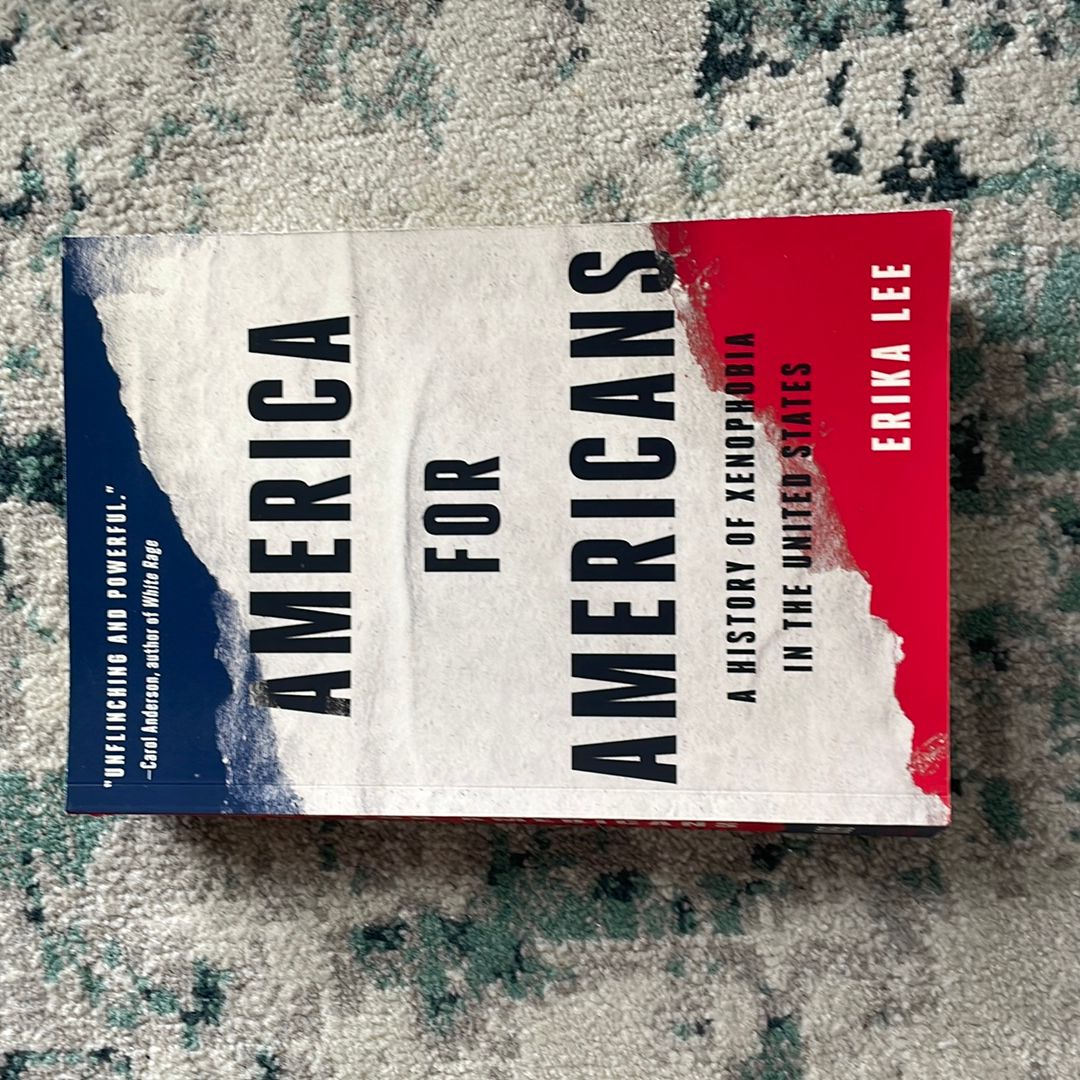 "UNFLINCHING AND POWERFUL."
—Carol Anderson, author of White Rage
AMERICA
FOR
AMERICANS
A HISTORY OF XENOPHOBIA
IN THE UNITED STATES
ERIKA LEE